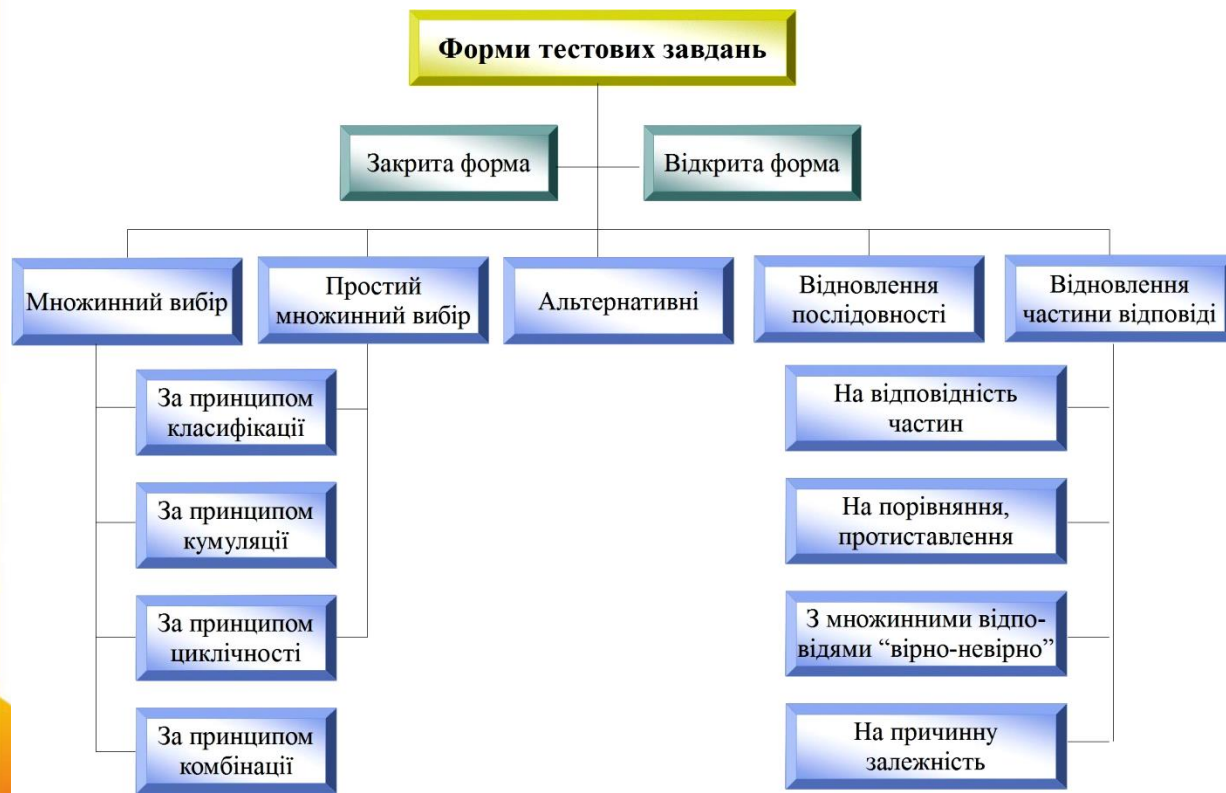 Форми тестових завдань
Закрита форма
Відкрита форма
Множинний вибір
Простий
множинний вибір
Альтернативні
Відновлення
послідовності
Відновлення
частини відповіді
За принципом
класифікації
За принципом
кумуляції
За принципом
циклічності
За принципом
комбінації
На відповідність
частин
На порівняння,
протиставлення
З множинними відпо-
відями “вірно-невірно”
На причинну
залежність